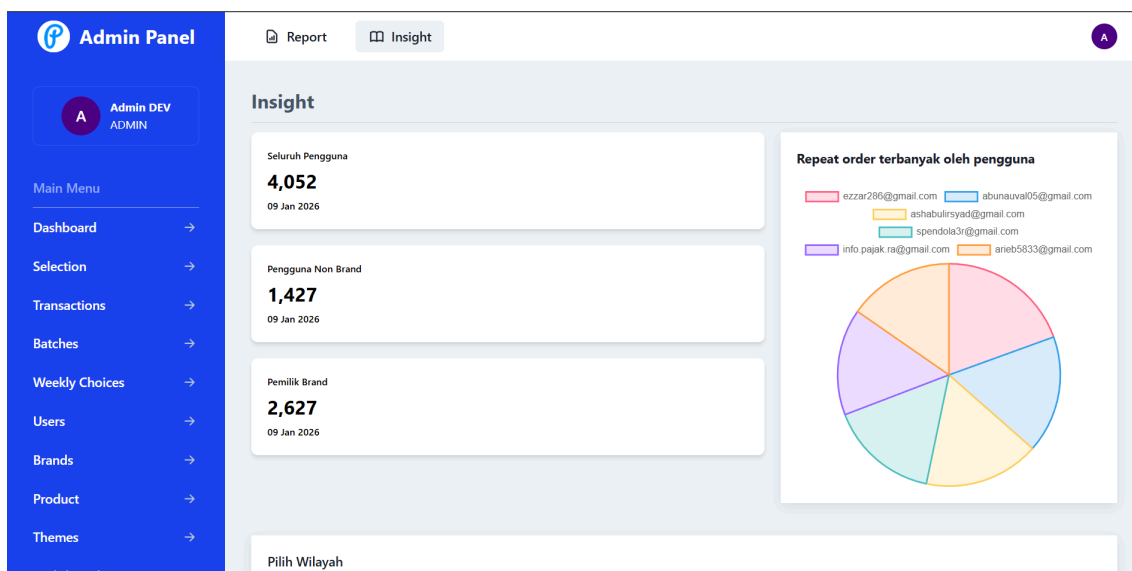 Admin Panel
Report
Insight
A
A
Admin DEV
ADMIN
Main Menu
Dashboard
Selection
Transactions
Batches
Weekly Choices
Users
Brands
Product
Themes
Insight
Seluruh Pengguna
4,052
09 Jan 2026
Pengguna Non Brand
1,427
09 Jan 2026
Pemilik Brand
2,627
09 Jan 2026
Repeat order terbanyak oleh pengguna
ezzar286@gmail.com abunauval05@gmail.com
ashabulirsyad@gmail.com
spendola3r@gmail.com
info.pajak.ra@gmail.com arieb5833@gmail.com
Pilih Wilayah